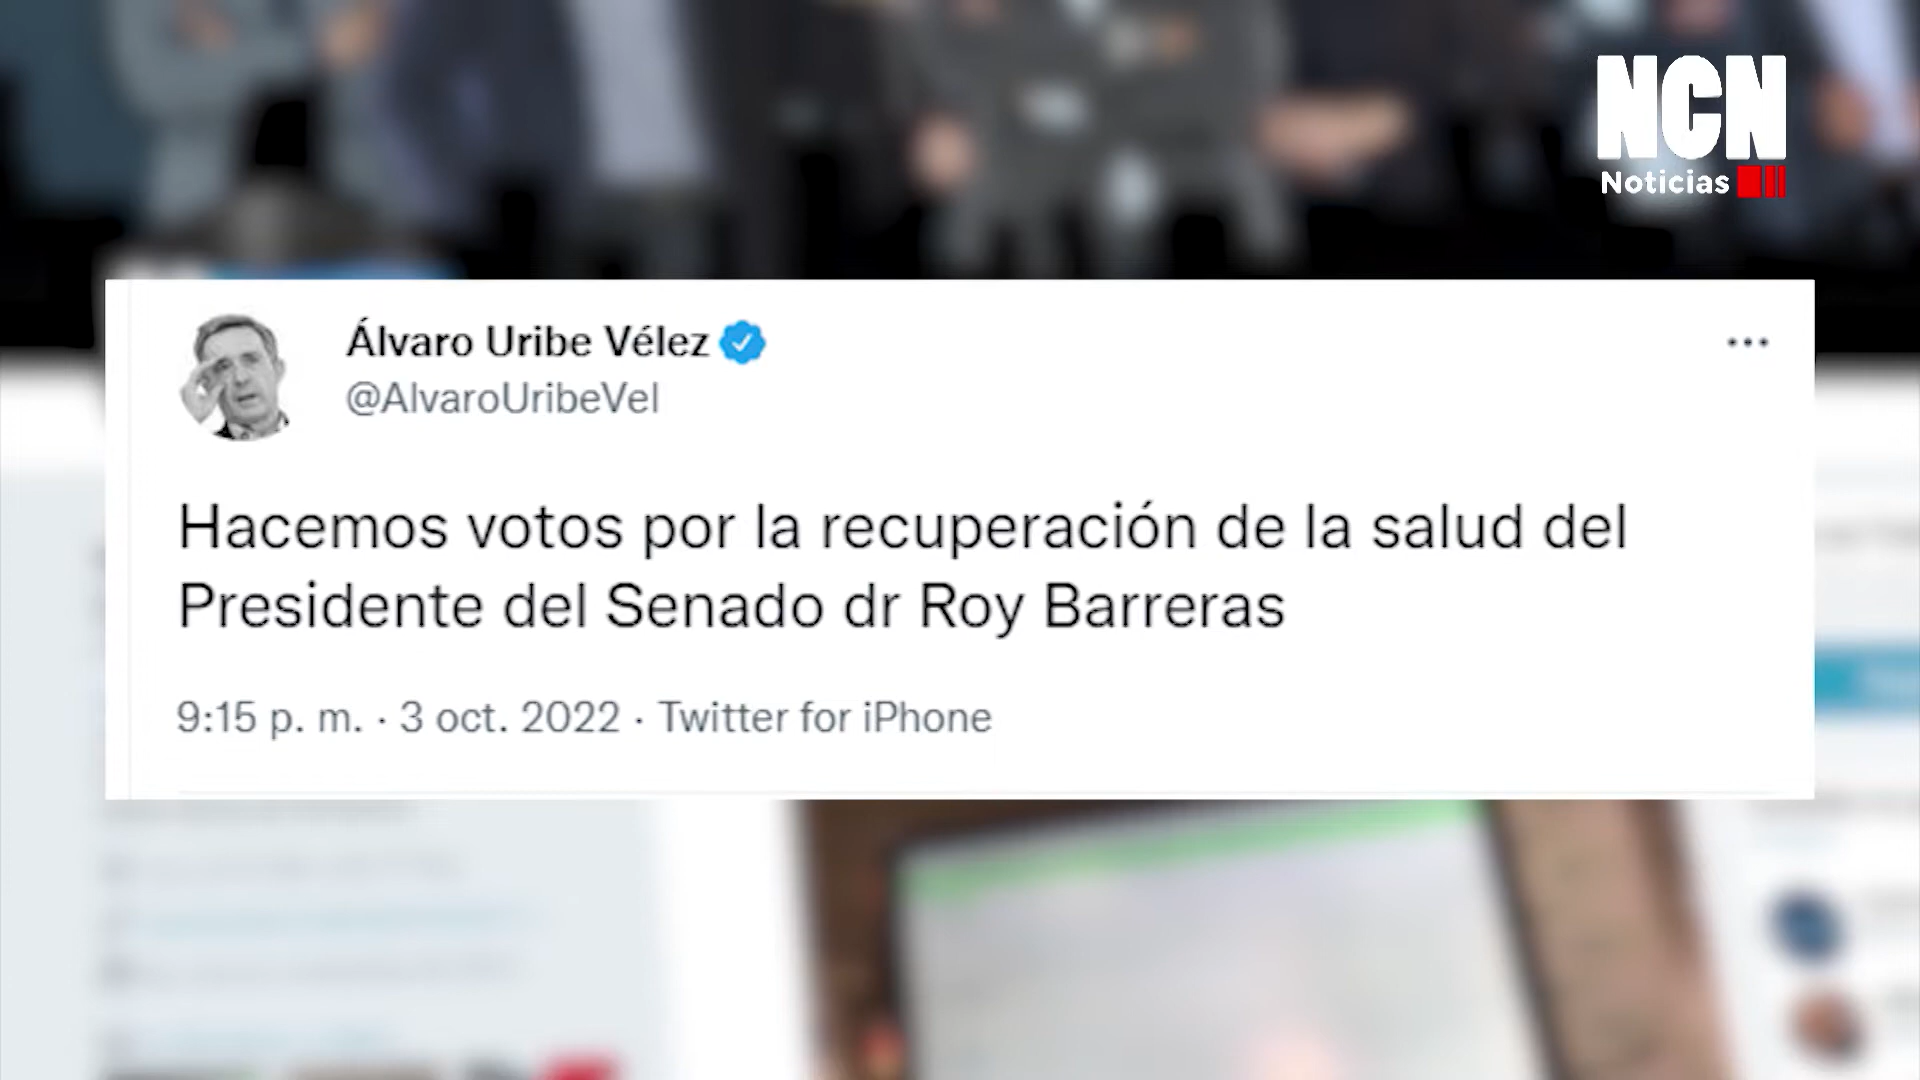 NCN
Noticias
Álvaro Uribe Vélez
@AlvaroUribeVel
Hacemos votos por la recuperación de la salud del
Presidente del Senado dr Roy Barreras
9:15 p. m. · 3 oct. 2022 · Twitter for iPhone